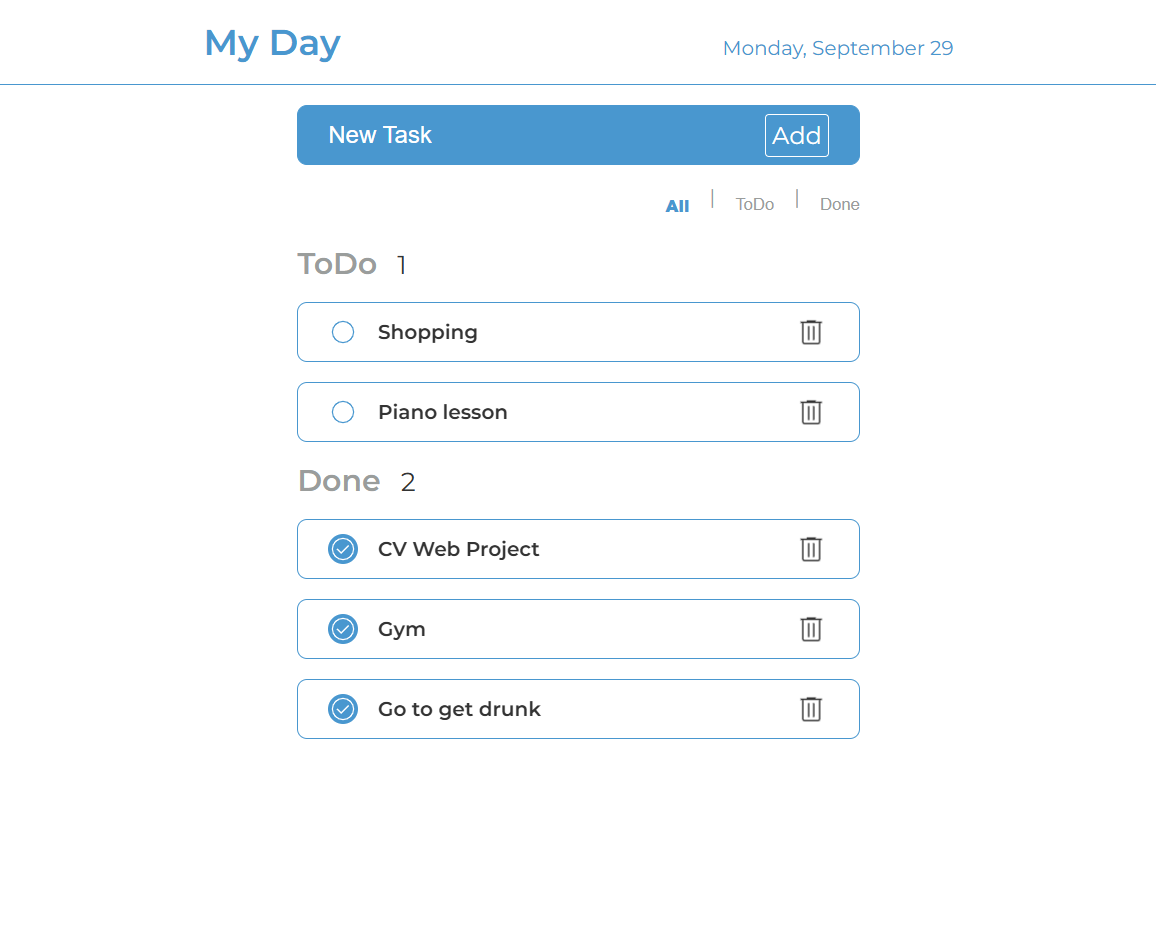 My Day
Monday, September 29
New Task
Add
All | ToDo | Done
ToDo 1
Shopping
Piano lesson
Done 2
CV Web Project
Gym
Go to get drunk